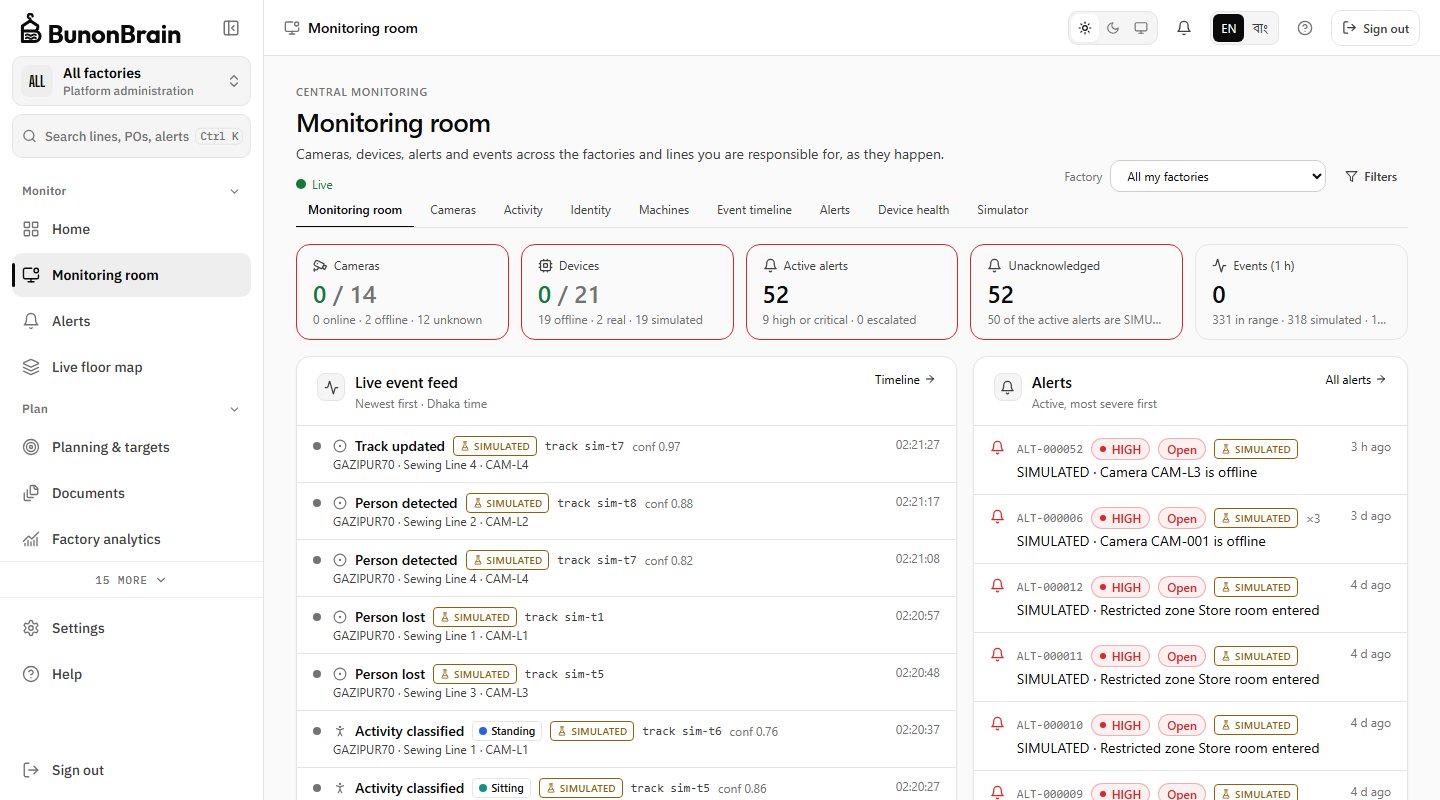 BunonBrain
ALL
All factories
Platform administration
Search lines, POs, alerts Ctrl K
Monitor
Home
Monitoring room
Alerts
Live floor map
Plan
Planning & targets
Documents
Factory analytics
15 MORE
Settings
Help
Sign out
Monitoring room
EN বাং
Sign out
CENTRAL MONITORING
Monitoring room
Cameras, devices, alerts and events across the factories and lines you are responsible for, as they happen.
Live
Factory All my factories Filters
Monitoring room Cameras Activity Identity Machines Event timeline Alerts Device health Simulator
Cameras
0 / 14
0 online · 2 offline · 12 unknown
Devices
0 / 21
19 offline · 2 real · 19 simulated
Active alerts
52
9 high or critical · 0 escalated
Unacknowledged
52
50 of the active alerts are SIMU...
Events (1 h)
0
331 in range · 318 simulated · 1...
Live event feed
Newest first · Dhaka time
Timeline →
Track updated SIMULATED track sim-t7 conf 0.97 02:21:27
GAZIPUR70 · Sewing Line 4 · CAM-L4
Person detected SIMULATED track sim-t8 conf 0.88 02:21:17
GAZIPUR70 · Sewing Line 2 · CAM-L2
Person detected SIMULATED track sim-t7 conf 0.82 02:21:08
GAZIPUR70 · Sewing Line 4 · CAM-L4
Person lost SIMULATED track sim-t1 02:20:57
GAZIPUR70 · Sewing Line 1 · CAM-L1
Person lost SIMULATED track sim-t5 02:20:48
GAZIPUR70 · Sewing Line 3 · CAM-L3
Activity classified Standing SIMULATED track sim-t6 conf 0.76 02:20:37
GAZIPUR70 · Sewing Line 1 · CAM-L1
Activity classified Sitting SIMULATED track sim-t5 conf 0.86 02:20:27
Alerts
Active, most severe first
All alerts →
ALT-000052 HIGH Open SIMULATED 3 h ago
SIMULATED · Camera CAM-L3 is offline
ALT-000006 HIGH Open SIMULATED ×3 3 d ago
SIMULATED · Camera CAM-001 is offline
ALT-000012 HIGH Open SIMULATED 4 d ago
SIMULATED · Restricted zone Store room entered
ALT-000011 HIGH Open SIMULATED 4 d ago
SIMULATED · Restricted zone Store room entered
ALT-000010 HIGH Open SIMULATED 4 d ago
SIMULATED · Restricted zone Store room entered
ALT-000009 HIGH Open SIMULATED 4 d ago